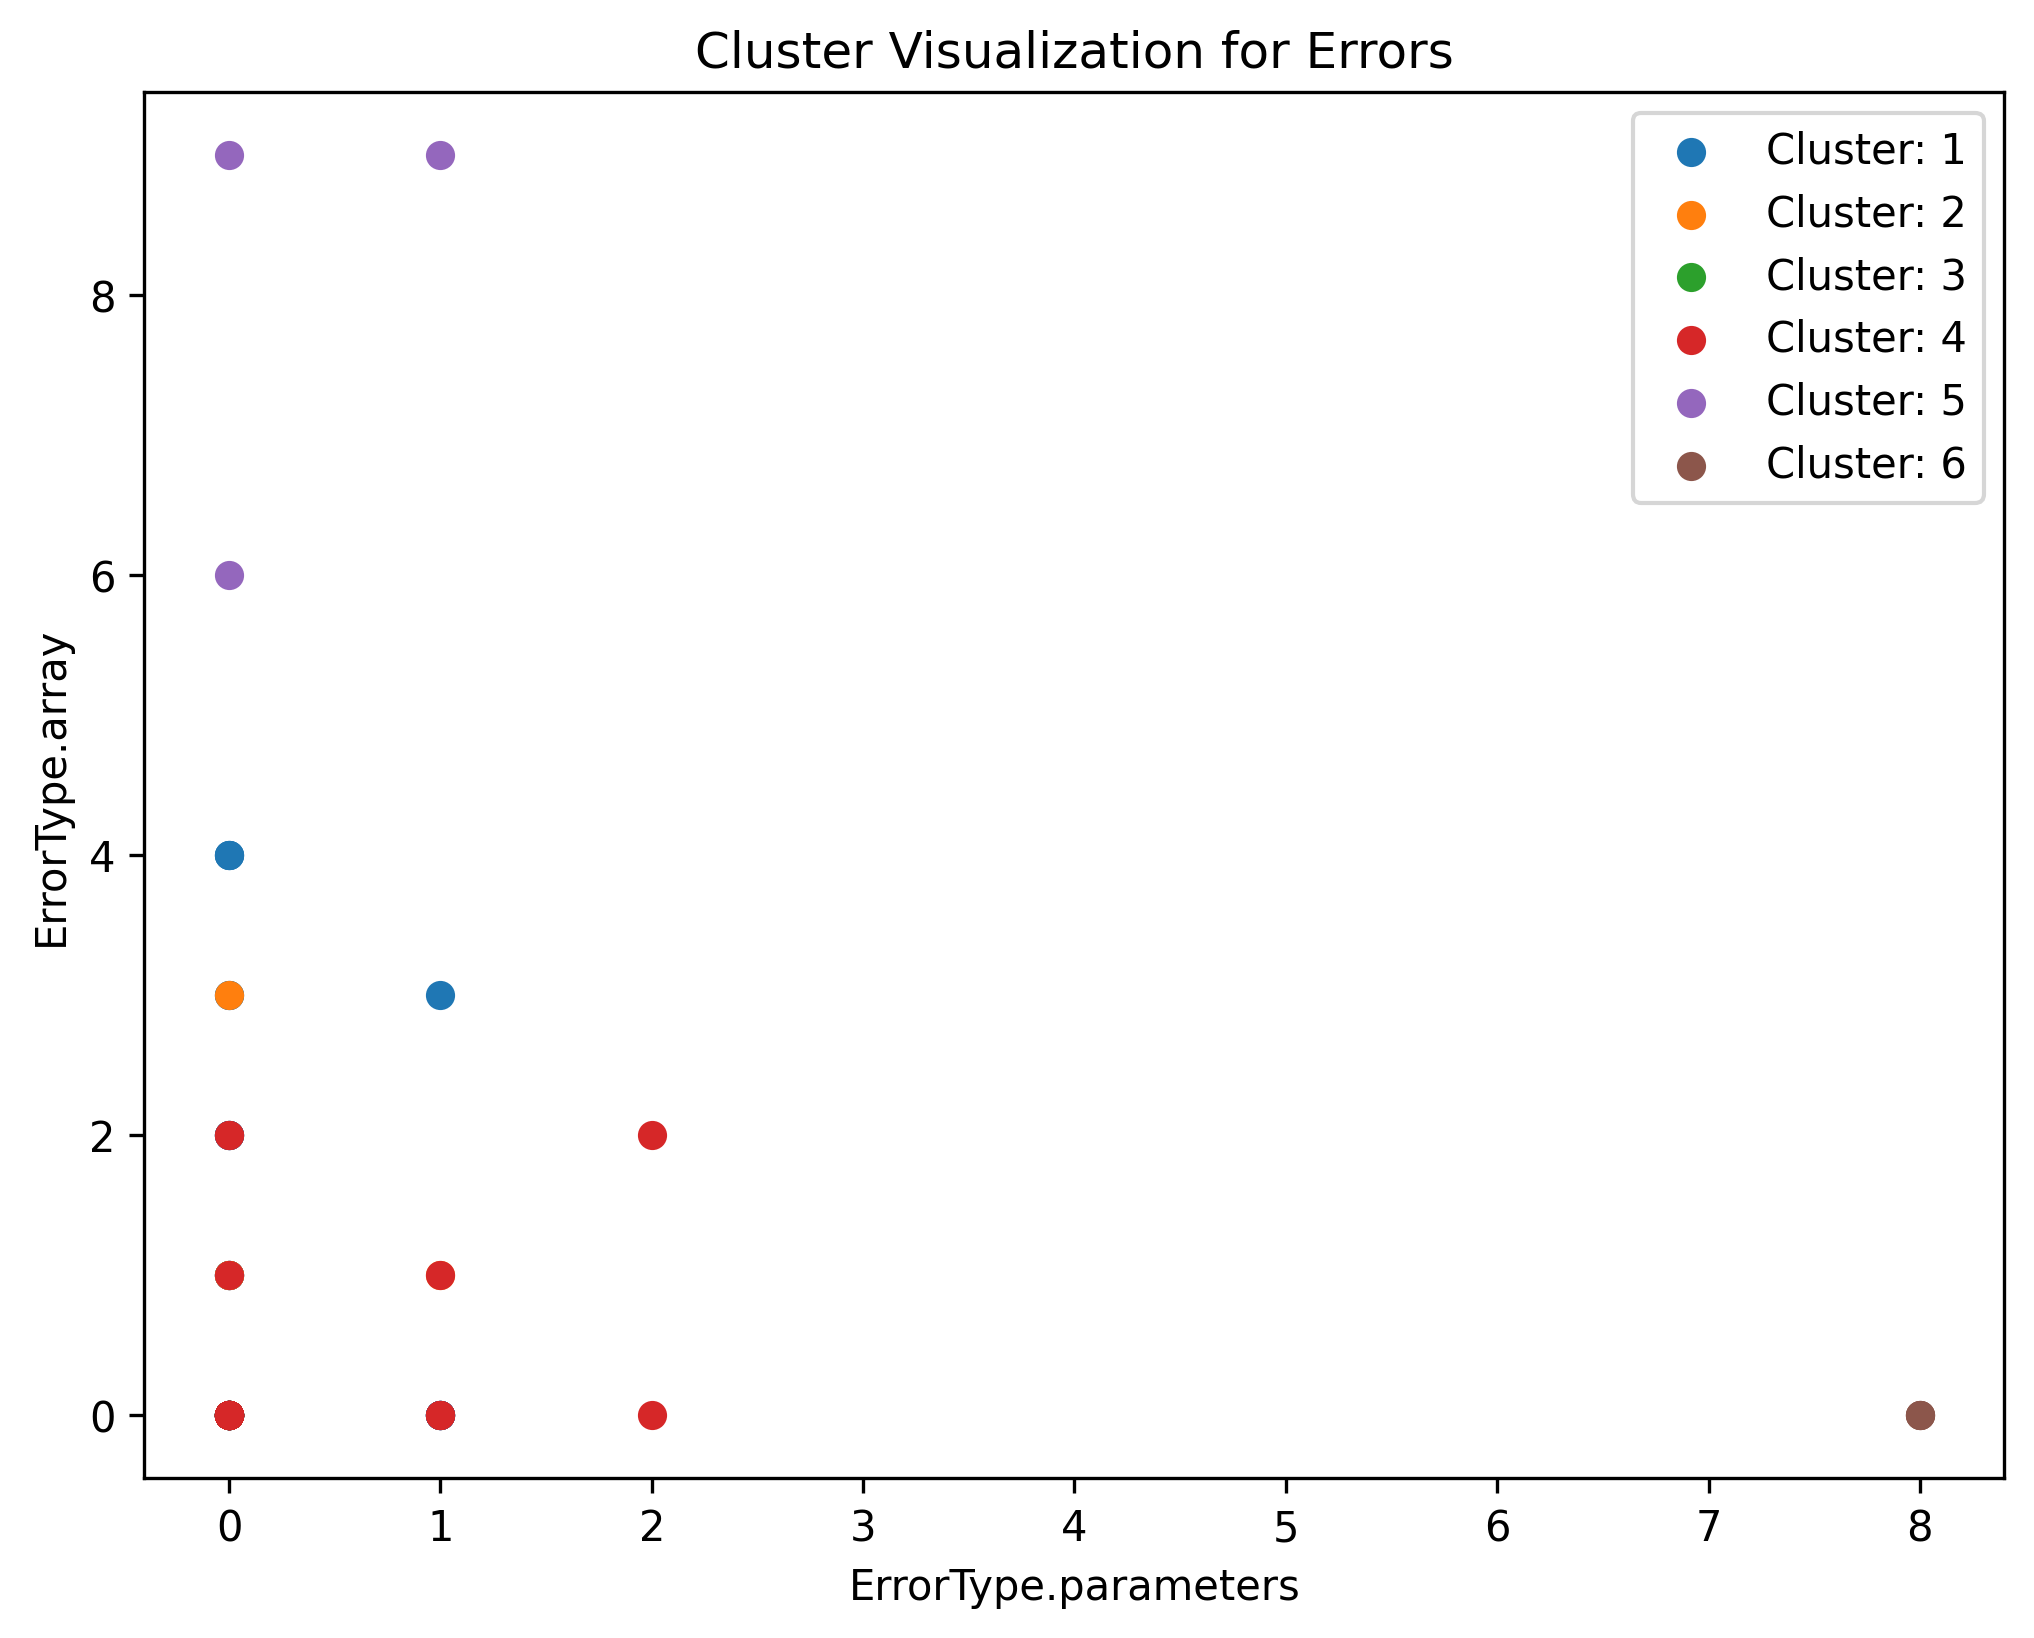 Cluster Visualization for Errors
Cluster: 1
Cluster: 2
Cluster: 3
Cluster: 4
Cluster: 5
Cluster: 6
ErrorType.array
8
6
4
2
0
0 1 2 3 4 5 6 7 8
ErrorType.parameters